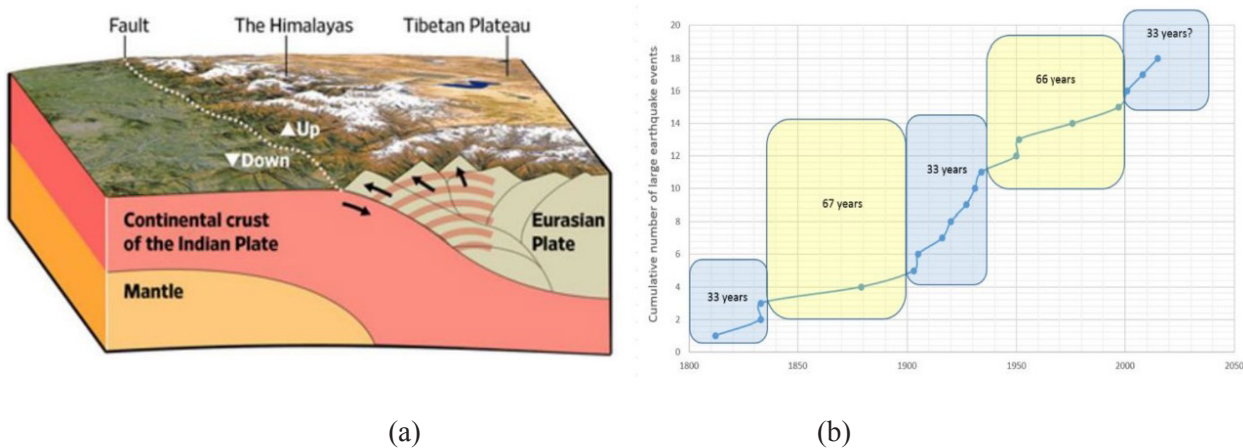 Fault
The Himalayas
Tibetan Plateau
▲Up
▼Down
Continental crust
of the Indian Plate
Eurasian
Plate
Mantle
(a)
Cumulative number of large earthquake events
20
18
16
14
12
10
8
6
4
2
0
33 years
67 years
33 years
66 years
33 years?
1800
1850
1900
1950
2000
2050
(b)